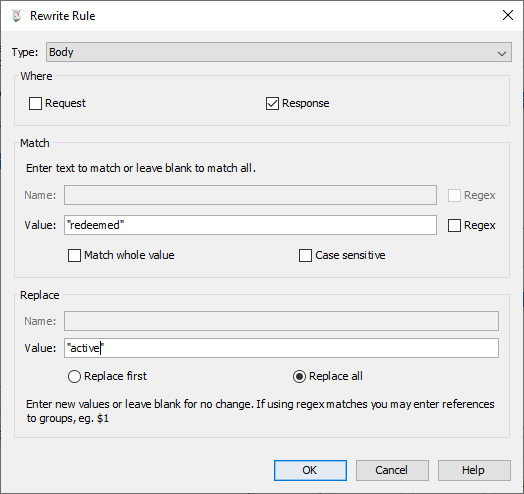 Rewrite Rule
Type: Body
Where
Request Response
Match
Enter text to match or leave blank to match all.
Name: Regex
Value: "redeemed" Regex
Match whole value Case sensitive
Replace
Name:
Value: "active"
Replace first Replace all
Enter new values or leave blank for no change. If using regex matches you may enter references
to groups, eg. $1
OK Cancel Help